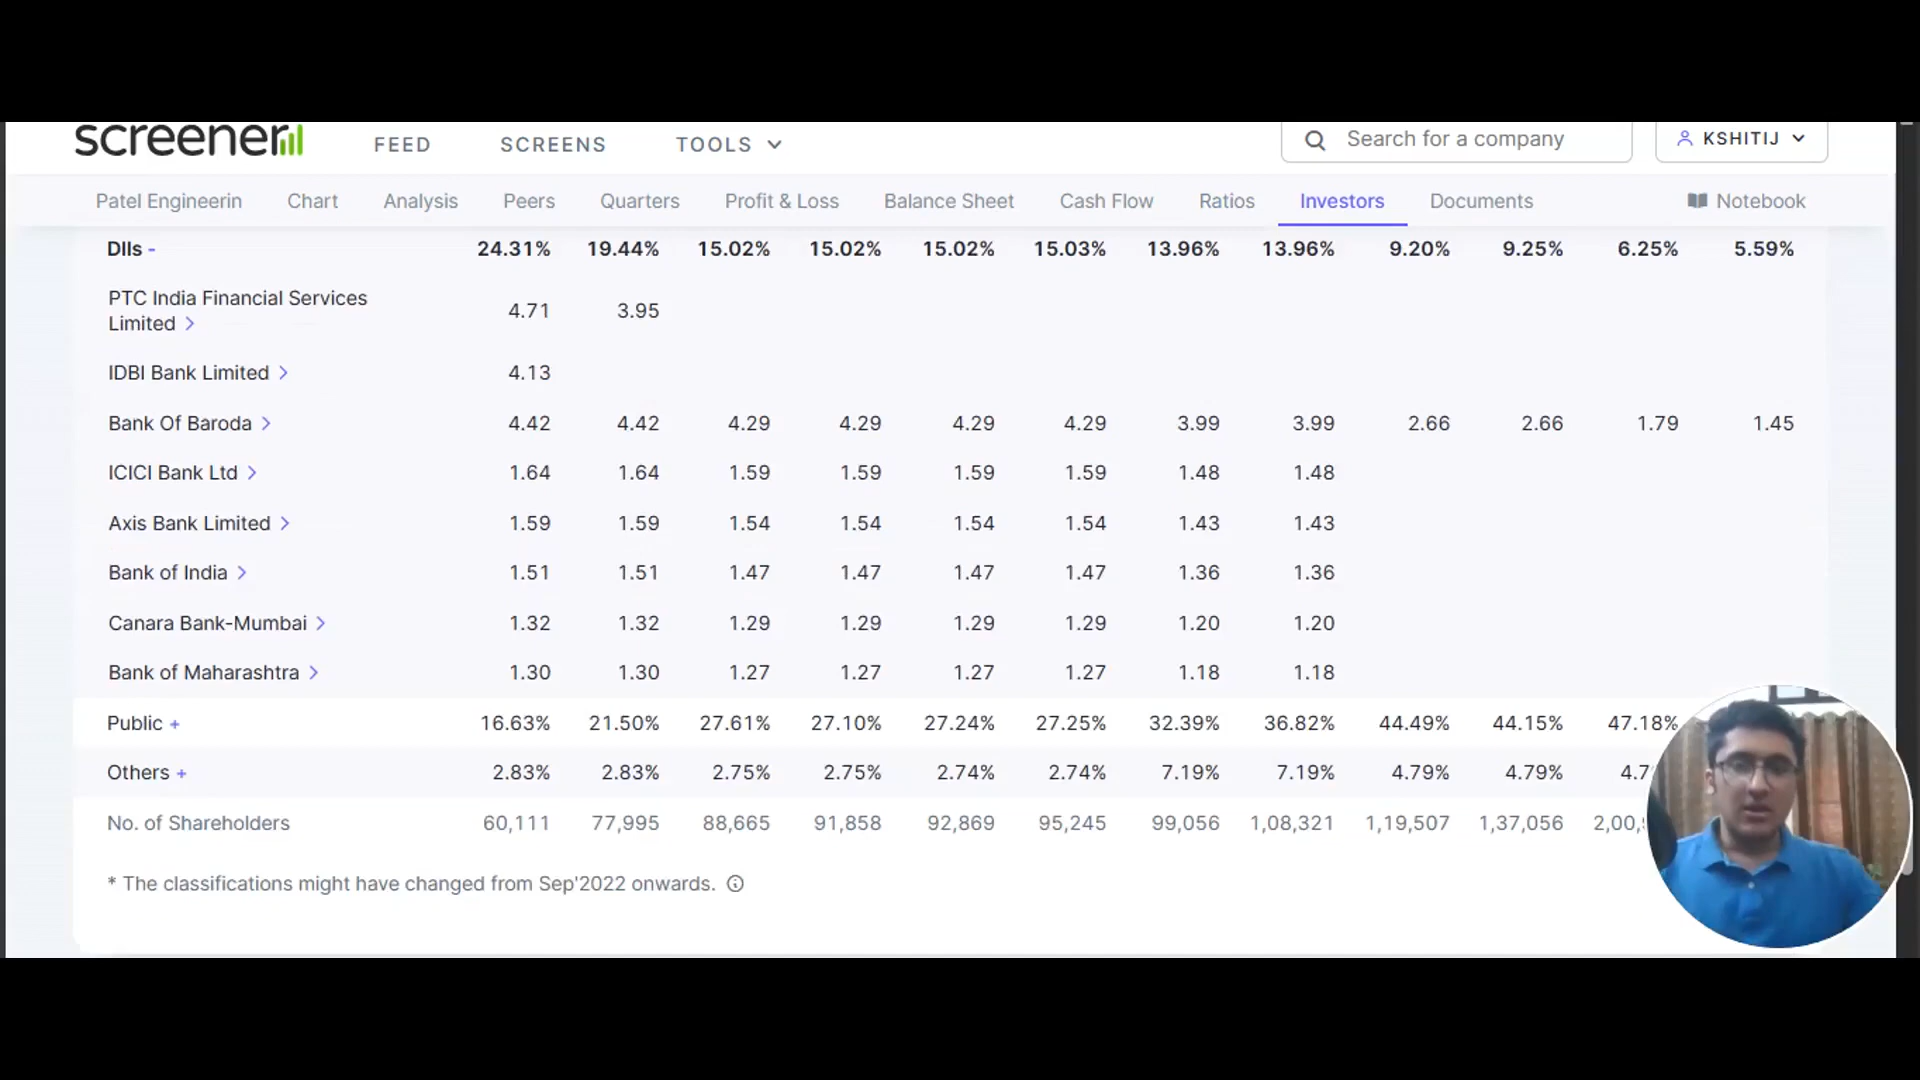 screener
FEED SCREENS TOOLS Search for a company KSHITIJ
Patel Engineerin Chart Analysis Peers Quarters Profit & Loss Balance Sheet Cash Flow Ratios Investors Documents Notebook
DIIs - 24.31% 19.44% 15.02% 15.02% 15.02% 15.03% 13.96% 13.96% 9.20% 9.25% 6.25% 5.59%
PTC India Financial Services
Limited 4.71 3.95
IDBI Bank Limited 4.13
Bank Of Baroda 4.42 4.42 4.29 4.29 4.29 4.29 3.99 3.99 2.66 2.66 1.79 1.45
ICICI Bank Ltd 1.64 1.64 1.59 1.59 1.59 1.59 1.48 1.48
Axis Bank Limited 1.59 1.59 1.54 1.54 1.54 1.54 1.43 1.43
Bank of India 1.51 1.51 1.47 1.47 1.47 1.47 1.36 1.36
Canara Bank-Mumbai 1.32 1.32 1.29 1.29 1.29 1.29 1.20 1.20
Bank of Maharashtra 1.30 1.30 1.27 1.27 1.27 1.27 1.18 1.18
Public + 16.63% 21.50% 27.61% 27.10% 27.24% 27.25% 32.39% 36.82% 44.49% 44.15% 47.18%
Others + 2.83% 2.83% 2.75% 2.75% 2.74% 2.74% 7.19% 7.19% 4.79% 4.79%
No. of Shareholders 60,111 77,995 88,665 91,858 92,869 95,245 99,056 1,08,321 1,19,507 1,37,056
* The classifications might have changed from Sep'2022 onwards.